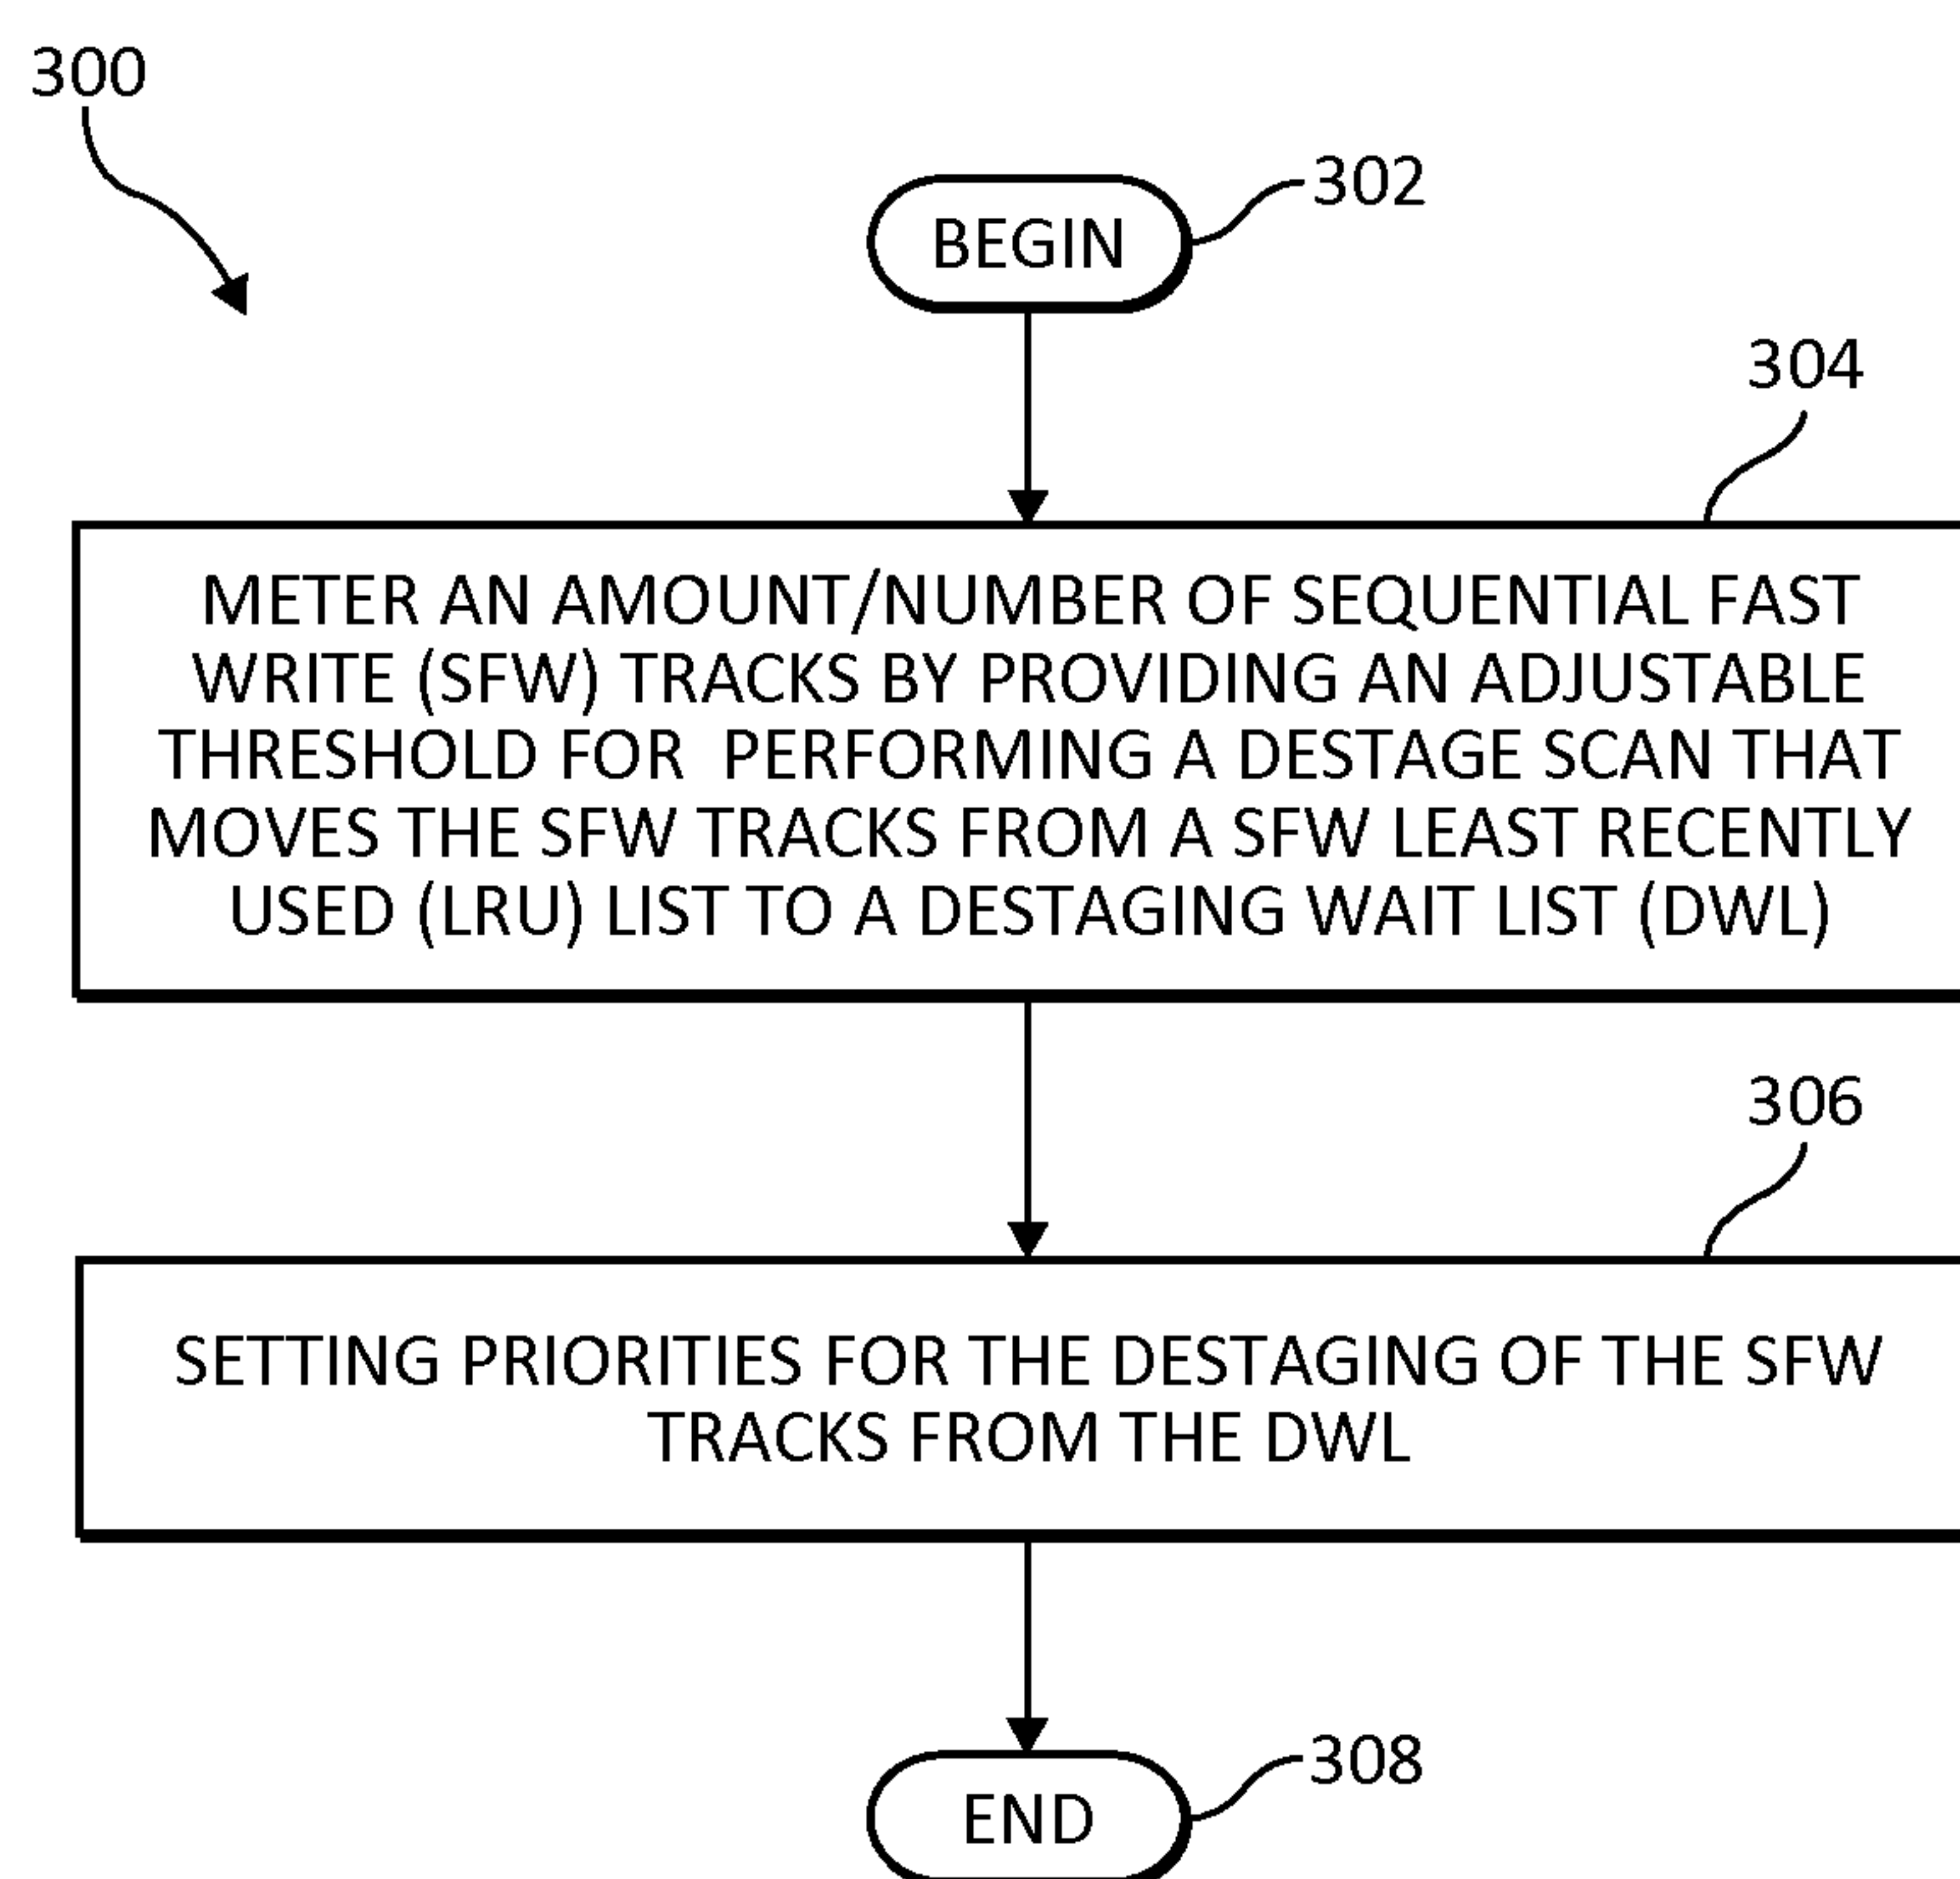 300
302
BEGIN
304
METER AN AMOUNT/NUMBER OF SEQUENTIAL FAST
WRITE (SFW) TRACKS BY PROVIDING AN ADJUSTABLE
THRESHOLD FOR PERFORMING A DESTAGE SCAN THAT
MOVES THE SFW TRACKS FROM A SFW LEAST RECENTLY
USED (LRU) LIST TO A DESTAGING WAIT LIST (DWL)
306
SETTING PRIORITIES FOR THE DESTAGING OF THE SFW
TRACKS FROM THE DWL
308
END